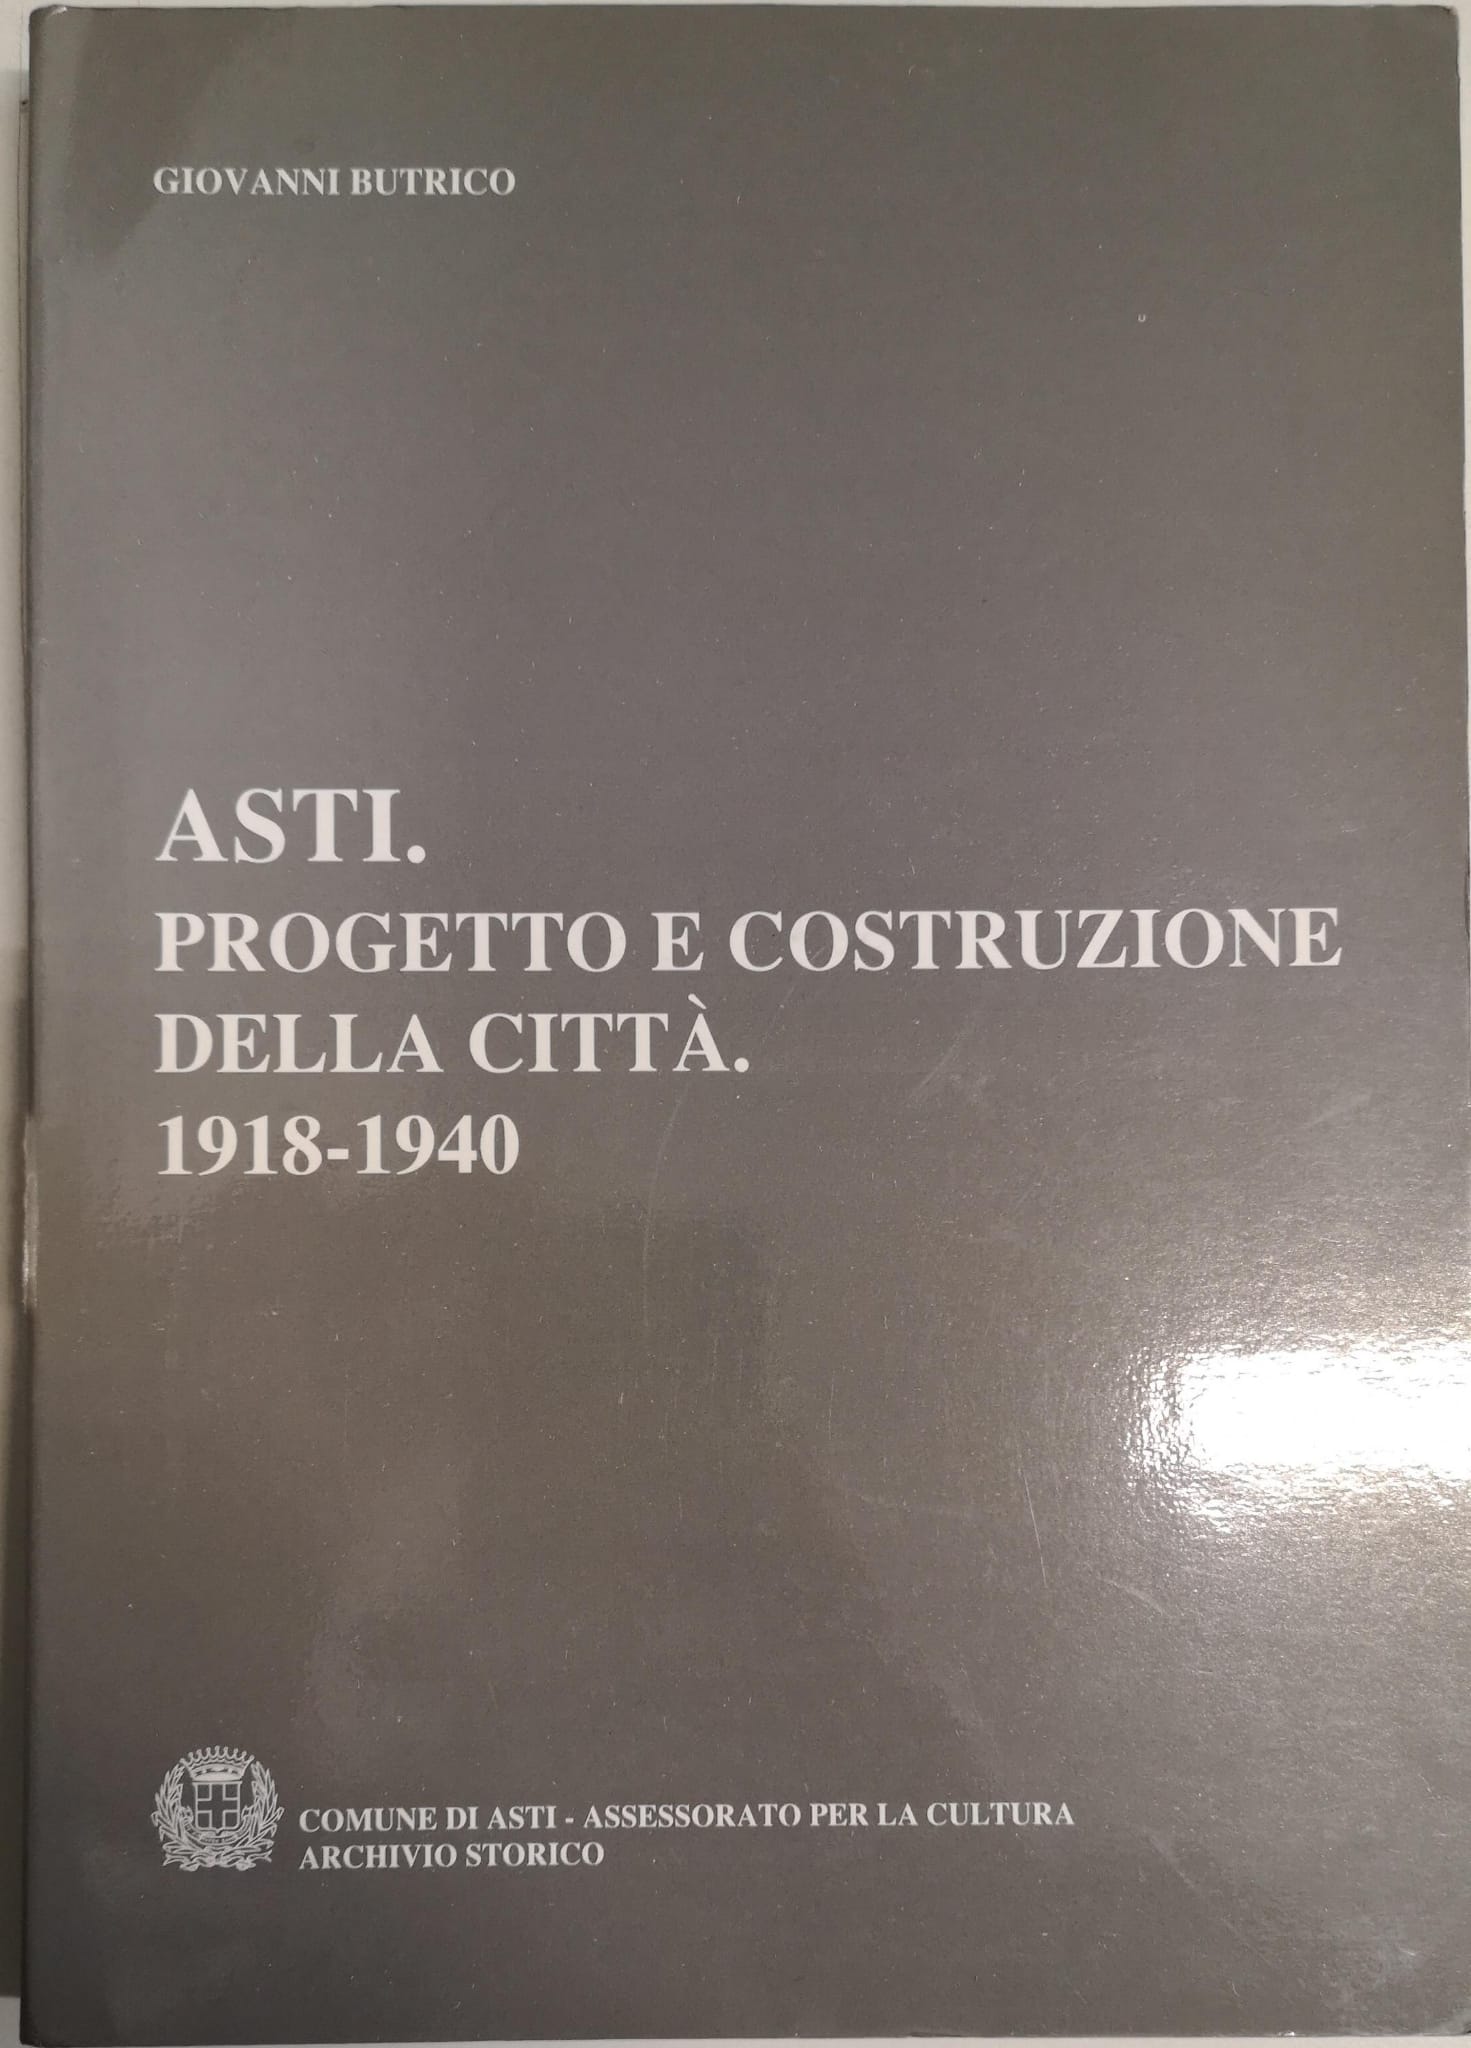 GIOVANNI BUTRICO
ASTI.
PROGETTO E COSTRUZIONE
DELLA CITTÀ.
1918-1940
COMUNE DI ASTI - ASSESSORATO PER LA CULTURA
ARCHIVIO STORICO